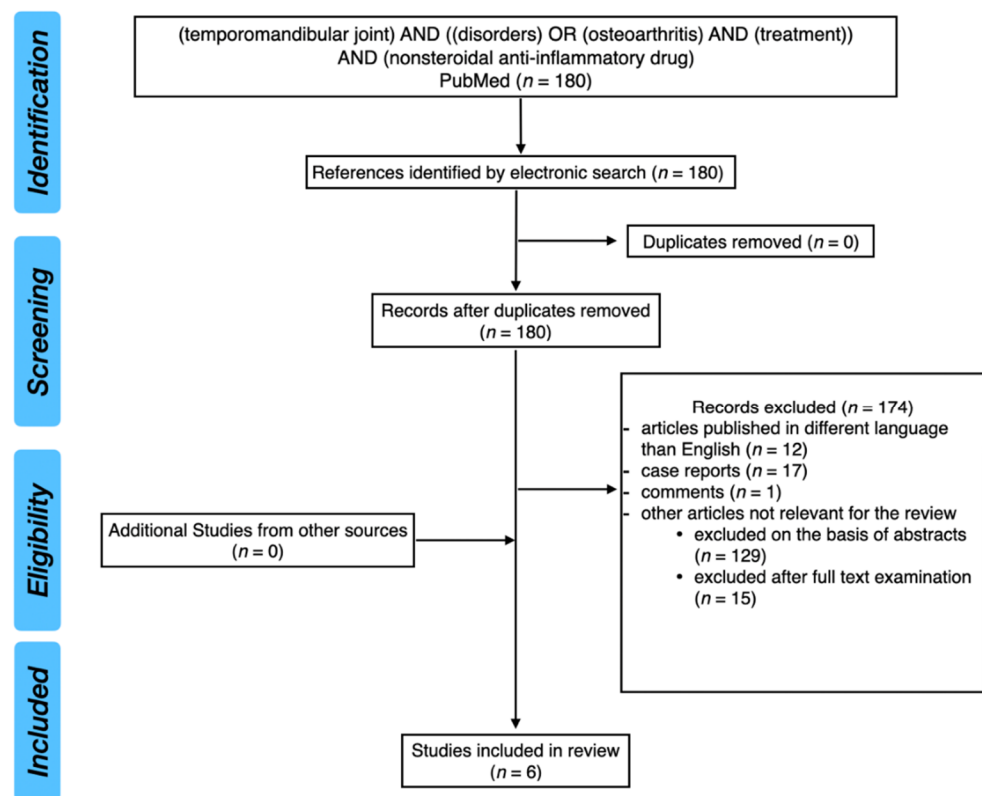 Identification
(temporomandibular joint) AND ((disorders) OR (osteoarthritis) AND (treatment))
AND (nonsteroidal anti-inflammatory drug)
PubMed (n = 180)
References identified by electronic search (n = 180)
Screening
Duplicates removed (n = 0)
Records after duplicates removed
(n = 180)
Eligibility
Records excluded (n = 174)
- articles published in different language
than English (n = 12)
- case reports (n = 17)
- comments (n = 1)
- other articles not relevant for the review
• excluded on the basis of abstracts
(n = 129)
• excluded after full text examination
(n = 15)
Additional Studies from other sources
(n = 0)
Included
Studies included in review
(n = 6)